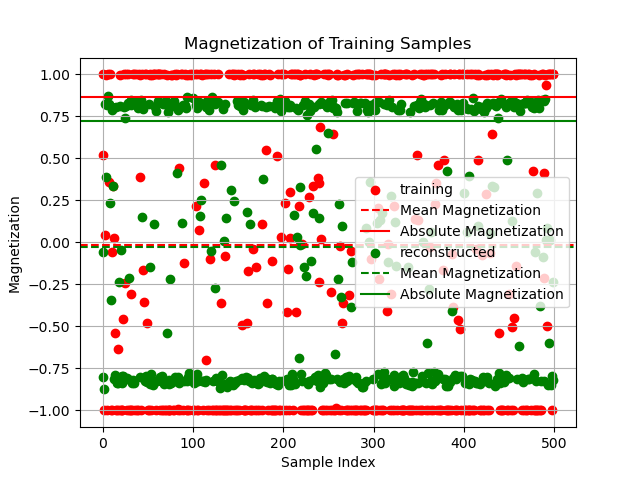 Magnetization of Training Samples
1.00
0.75
0.50
0.25
0.00
−0.25
−0.50
−0.75
−1.00
Magnetization
training
Mean Magnetization
Absolute Magnetization
reconstructed
Mean Magnetization
Absolute Magnetization
0 100 200 300 400 500
Sample Index